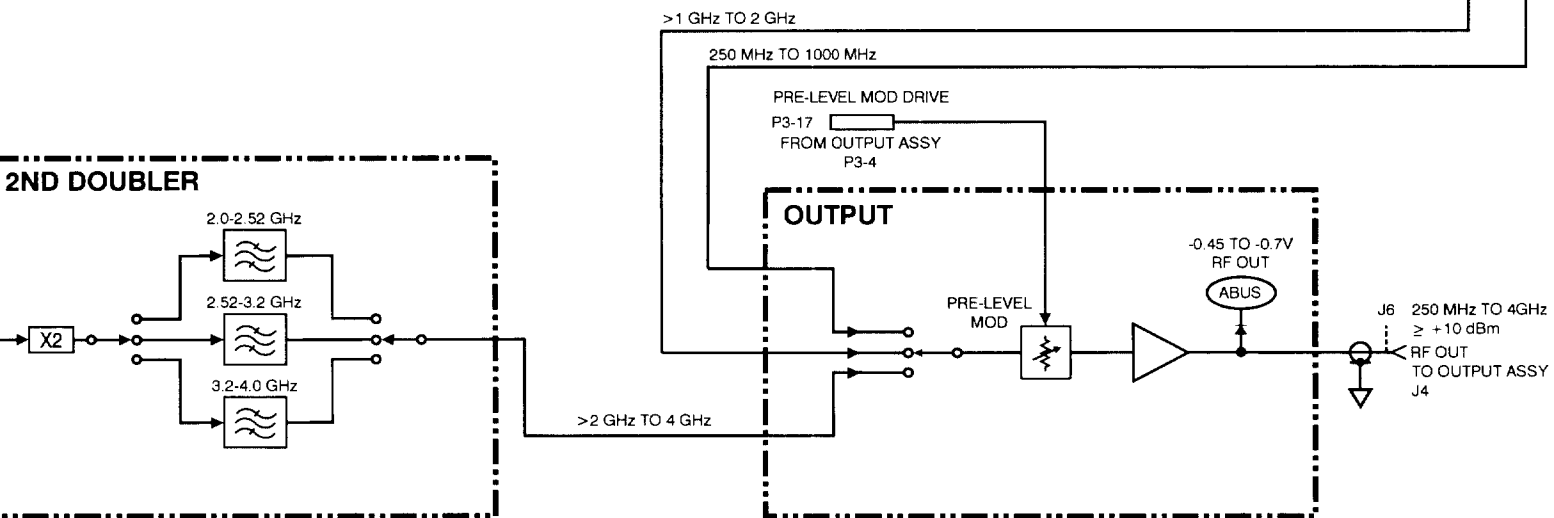 >1 GHz TO 2 GHz
250 MHz TO 1000 MHz
PRE-LEVEL MOD DRIVE
P3-17
FROM OUTPUT ASSY
P3-4
2ND DOUBLER
2.0-2.52 GHz
2.52-3.2 GHz
X2
3.2-4.0 GHz
>2 GHz TO 4 GHz
OUTPUT
PRE-LEVEL
MOD
-0.45 TO -0.7V
RF OUT
ABUS
J6 250 MHz TO 4GHz
≥ +10 dBm
RF OUT
TO OUTPUT ASSY
J4